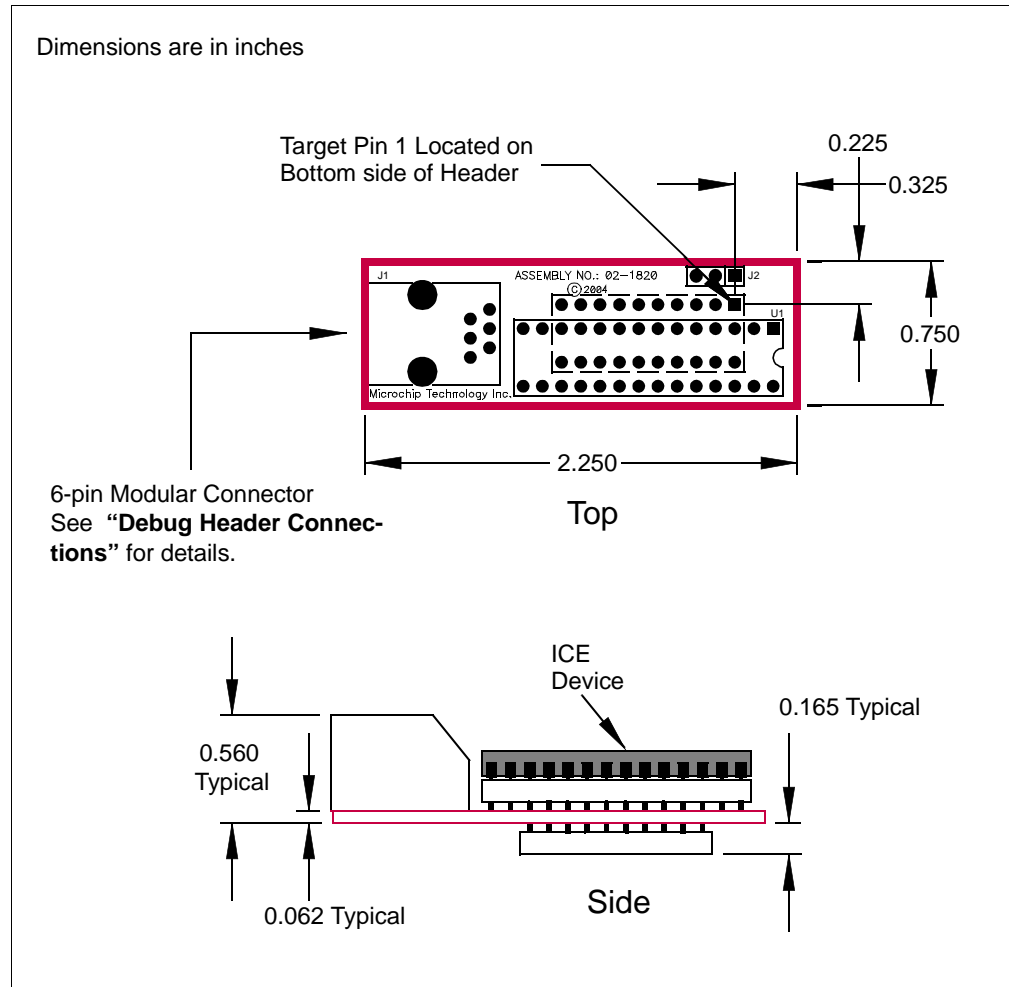 Dimensions are in inches
Target Pin 1 Located on
Bottom side of Header
0.225
0.325
J1
ASSEMBLY NO.: 02-1820
©2004
J2
U1
0.750
Microchip Technology Inc.
2.250
6-pin Modular Connector
See “Debug Header Connec-
tions” for details.
Top
ICE
Device
0.165 Typical
0.560
Typical
0.062 Typical
Side